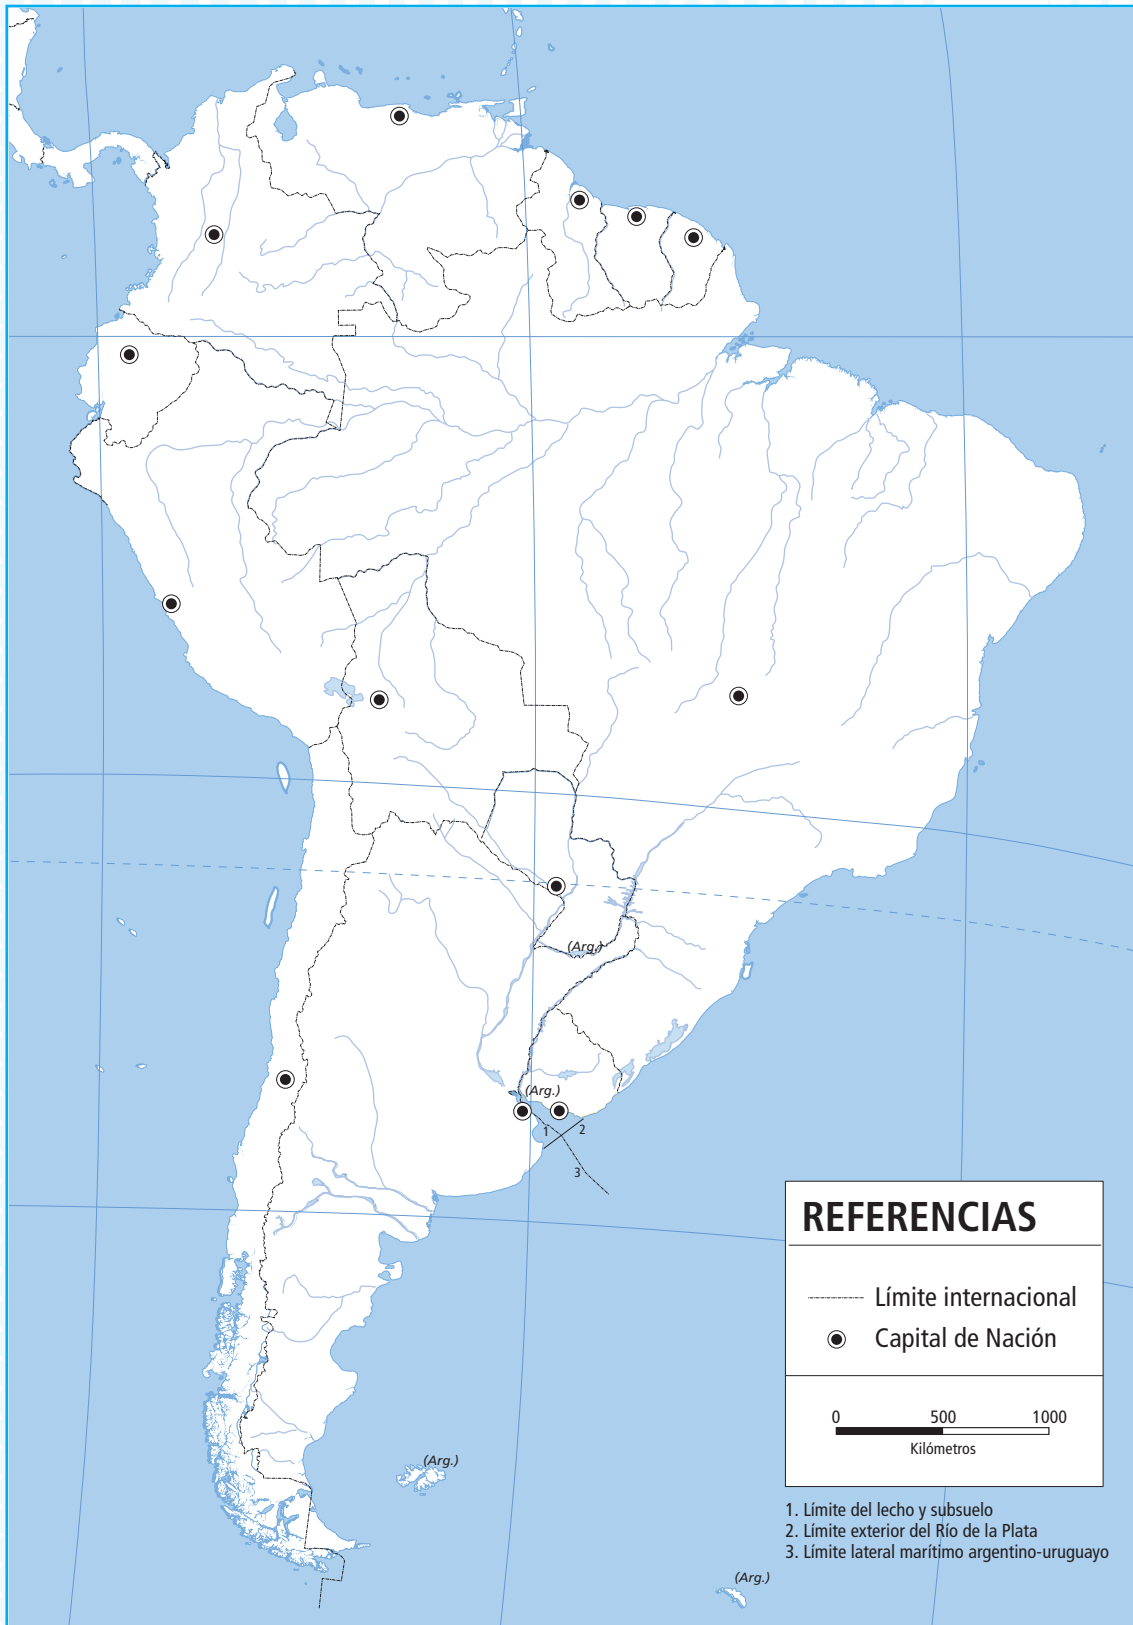 (Arg.)
(Arg.)
1
2
3
REFERENCIAS
Límite internacional
Capital de Nación
0 500 1000
Kilómetros
(Arg.)
1. Límite del lecho y subsuelo
2. Límite exterior del Río de la Plata
3. Límite lateral marítimo argentino-uruguayo
(Arg.)